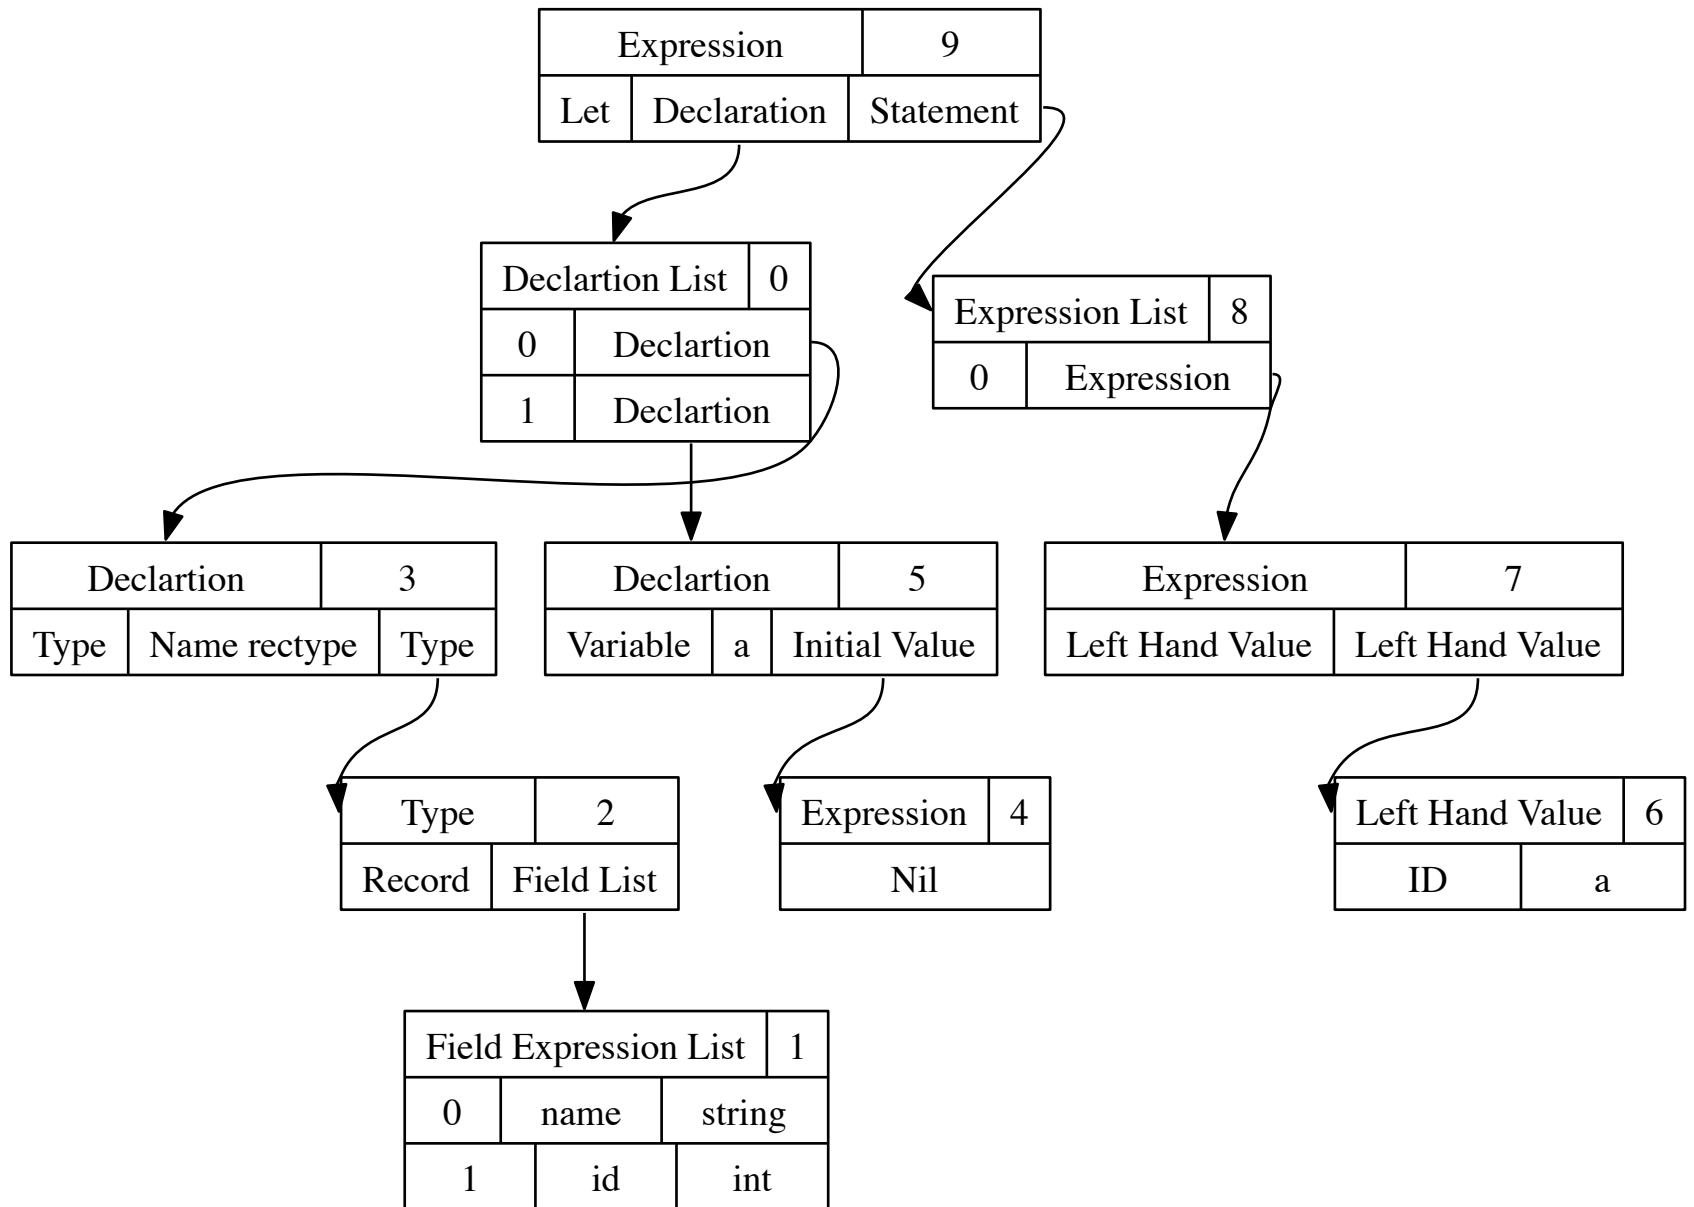 Expression 9
Let Declaration Statement
Declartion List 0
0 Declartion
1 Declartion
Expression List 8
0 Expression
Declartion 3
Type Name rectype Type
Declartion 5
Variable a Initial Value
Expression 7
Left Hand Value Left Hand Value
Type 2
Record Field List
Expression 4
Nil
Left Hand Value 6
ID a
Field Expression List 1
0 name string
1 id int